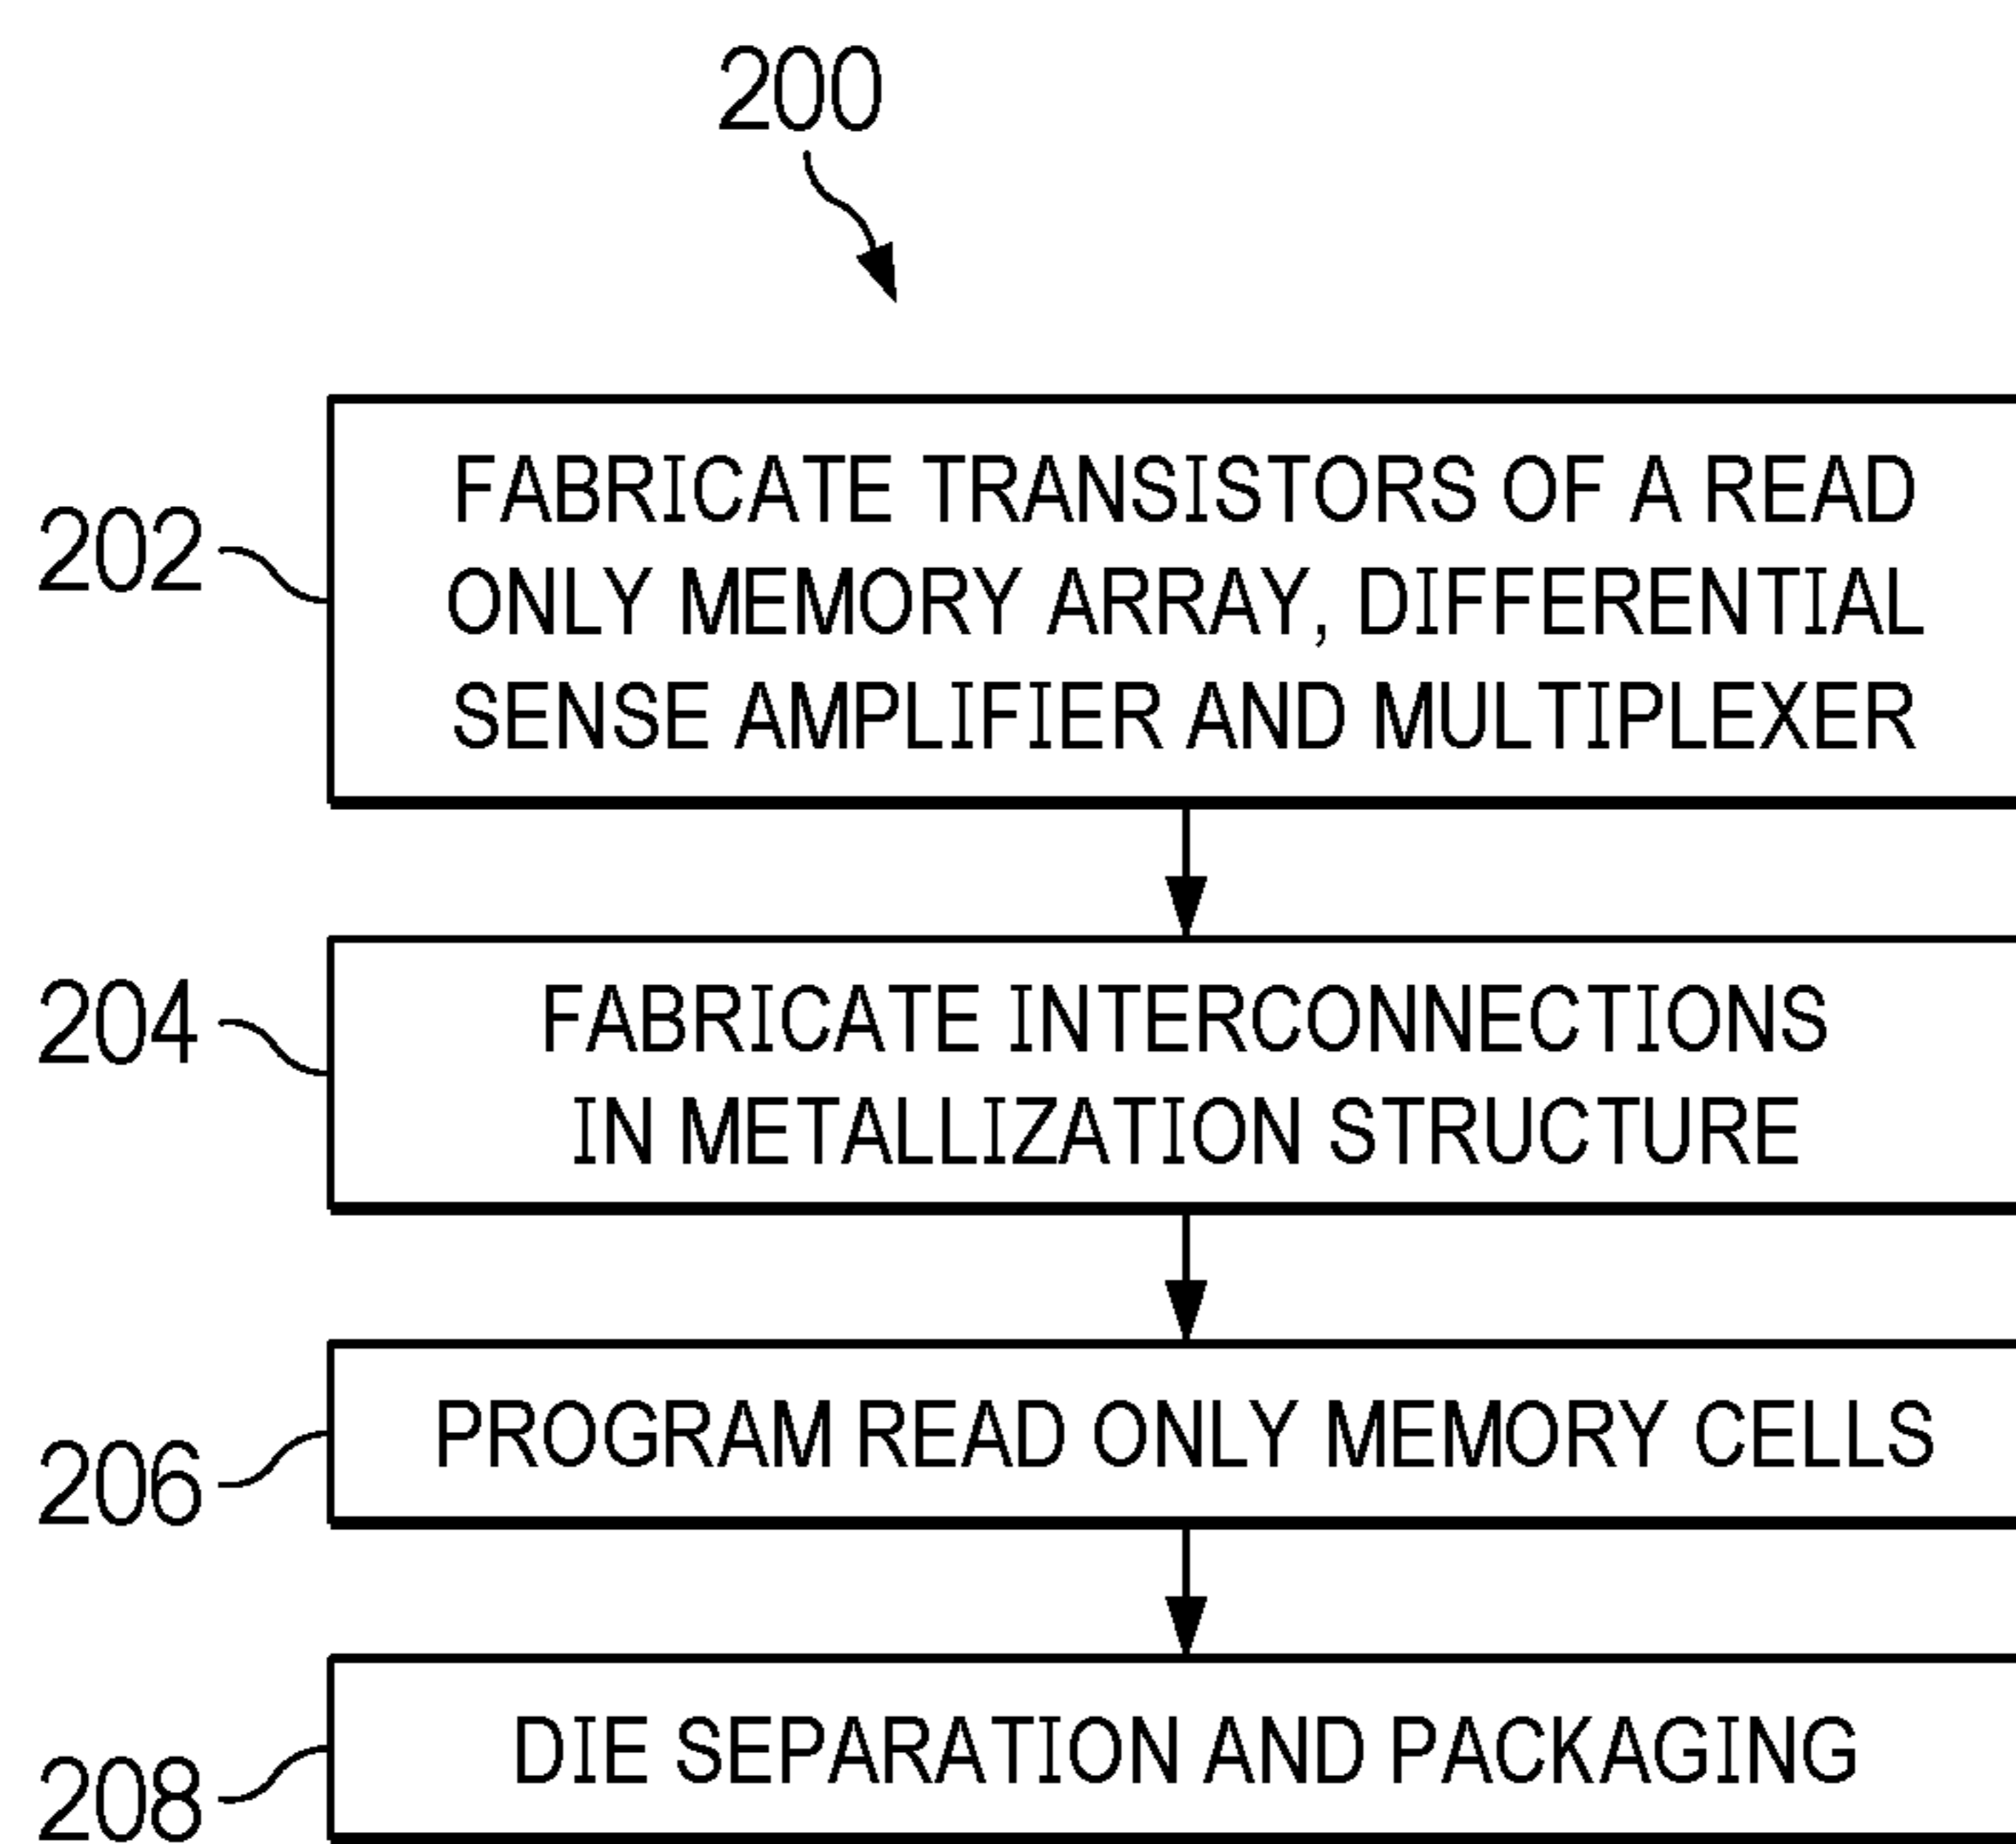 200
202
FABRICATE TRANSISTORS OF A READ
ONLY MEMORY ARRAY, DIFFERENTIAL
SENSE AMPLIFIER AND MULTIPLEXER
204
FABRICATE INTERCONNECTIONS
IN METALLIZATION STRUCTURE
206
PROGRAM READ ONLY MEMORY CELLS
208
DIE SEPARATION AND PACKAGING